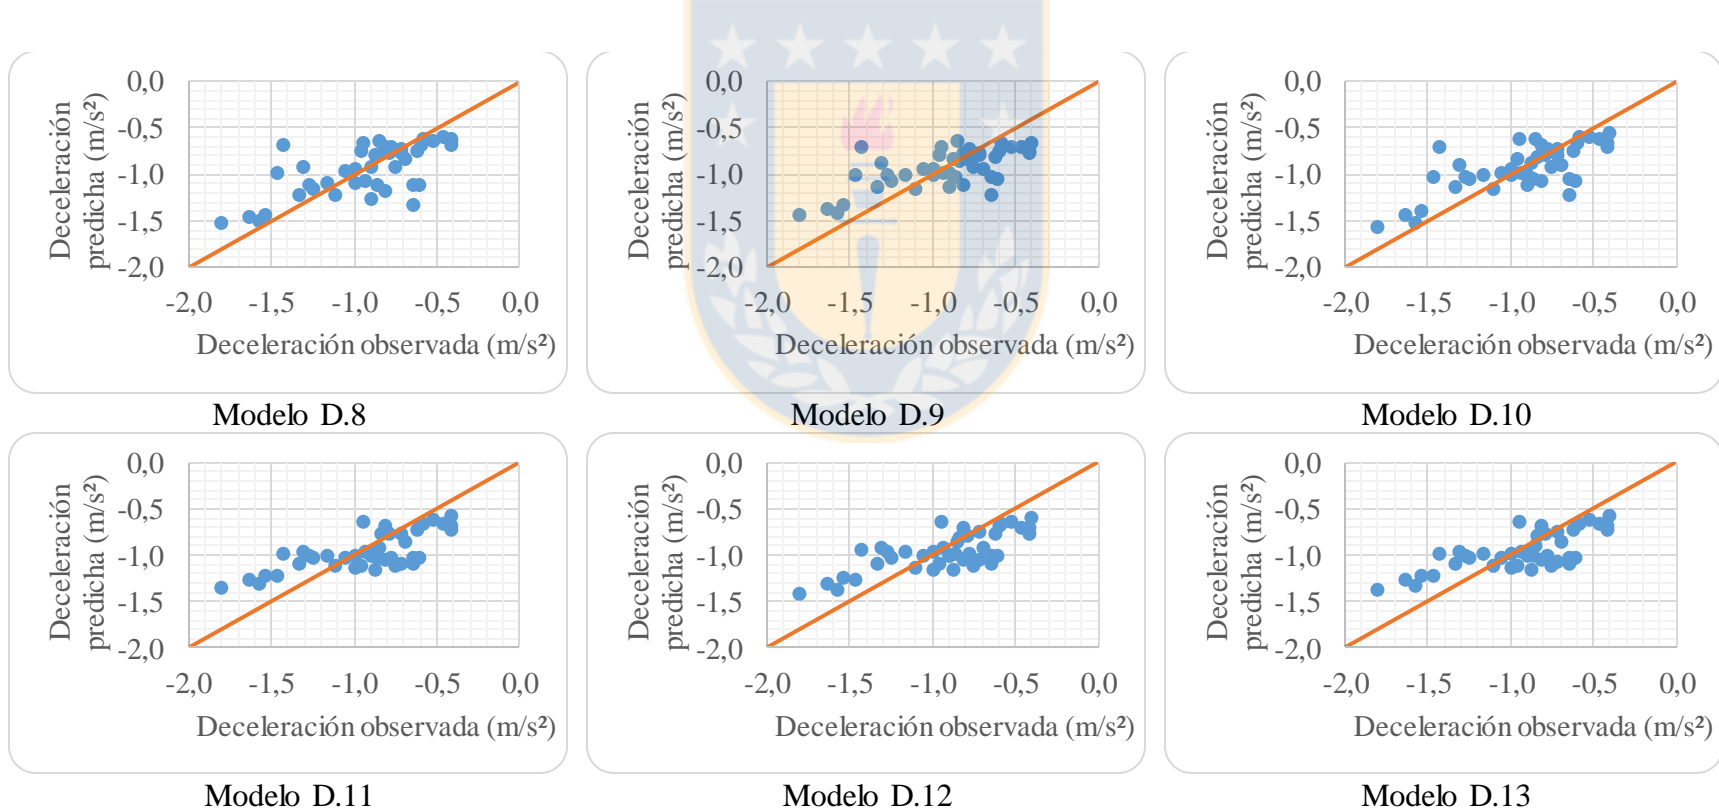 0,0
-0,5
-1,0
-1,5
-2,0
Deceleración
predicha (m/s²)
-2,0 -1,5 -1,0 -0,5 0,0
Deceleración observada (m/s²)
Modelo D.8
0,0
-0,5
-1,0
-1,5
-2,0
Deceleración
predicha (m/s²)
-2,0 -1,5 -1,0 -0,5 0,0
Deceleración observada (m/s²)
Modelo D.9
0,0
-0,5
-1,0
-1,5
-2,0
Deceleración
predicha (m/s²)
-2,0 -1,5 -1,0 -0,5 0,0
Deceleración observada (m/s²)
Modelo D.10
0,0
-0,5
-1,0
-1,5
-2,0
Deceleración
predicha (m/s²)
-2,0 -1,5 -1,0 -0,5 0,0
Deceleración observada (m/s²)
Modelo D.11
0,0
-0,5
-1,0
-1,5
-2,0
Deceleración
predicha (m/s²)
-2,0 -1,5 -1,0 -0,5 0,0
Deceleración observada (m/s²)
Modelo D.12
0,0
-0,5
-1,0
-1,5
-2,0
Deceleración
predicha (m/s²)
-2,0 -1,5 -1,0 -0,5 0,0
Deceleración observada (m/s²)
Modelo D.13